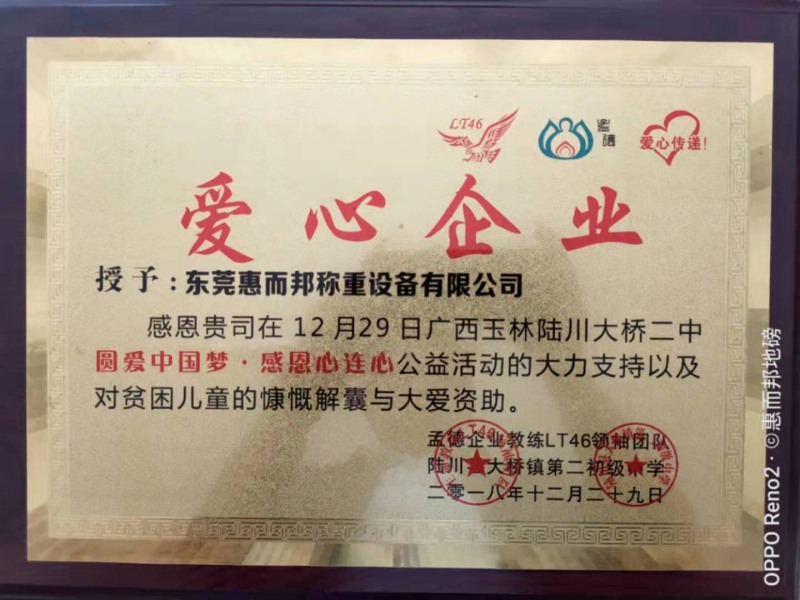 LT46
爱心传递!
爱心企业
授予:东莞惠而邦称重设备有限公司
感恩贵司在12月29日广西玉林陆川大桥二中
圆爱中国梦·感恩心连心公益活动的大力支持以及
对贫困儿童的慷慨解囊与大爱资助。
孟德企业教练LT46领袖团队
陆川县大桥镇第二初级中学
二零一八年十二月二十九日
OPPO Reno2 · ©惠而邦地磅